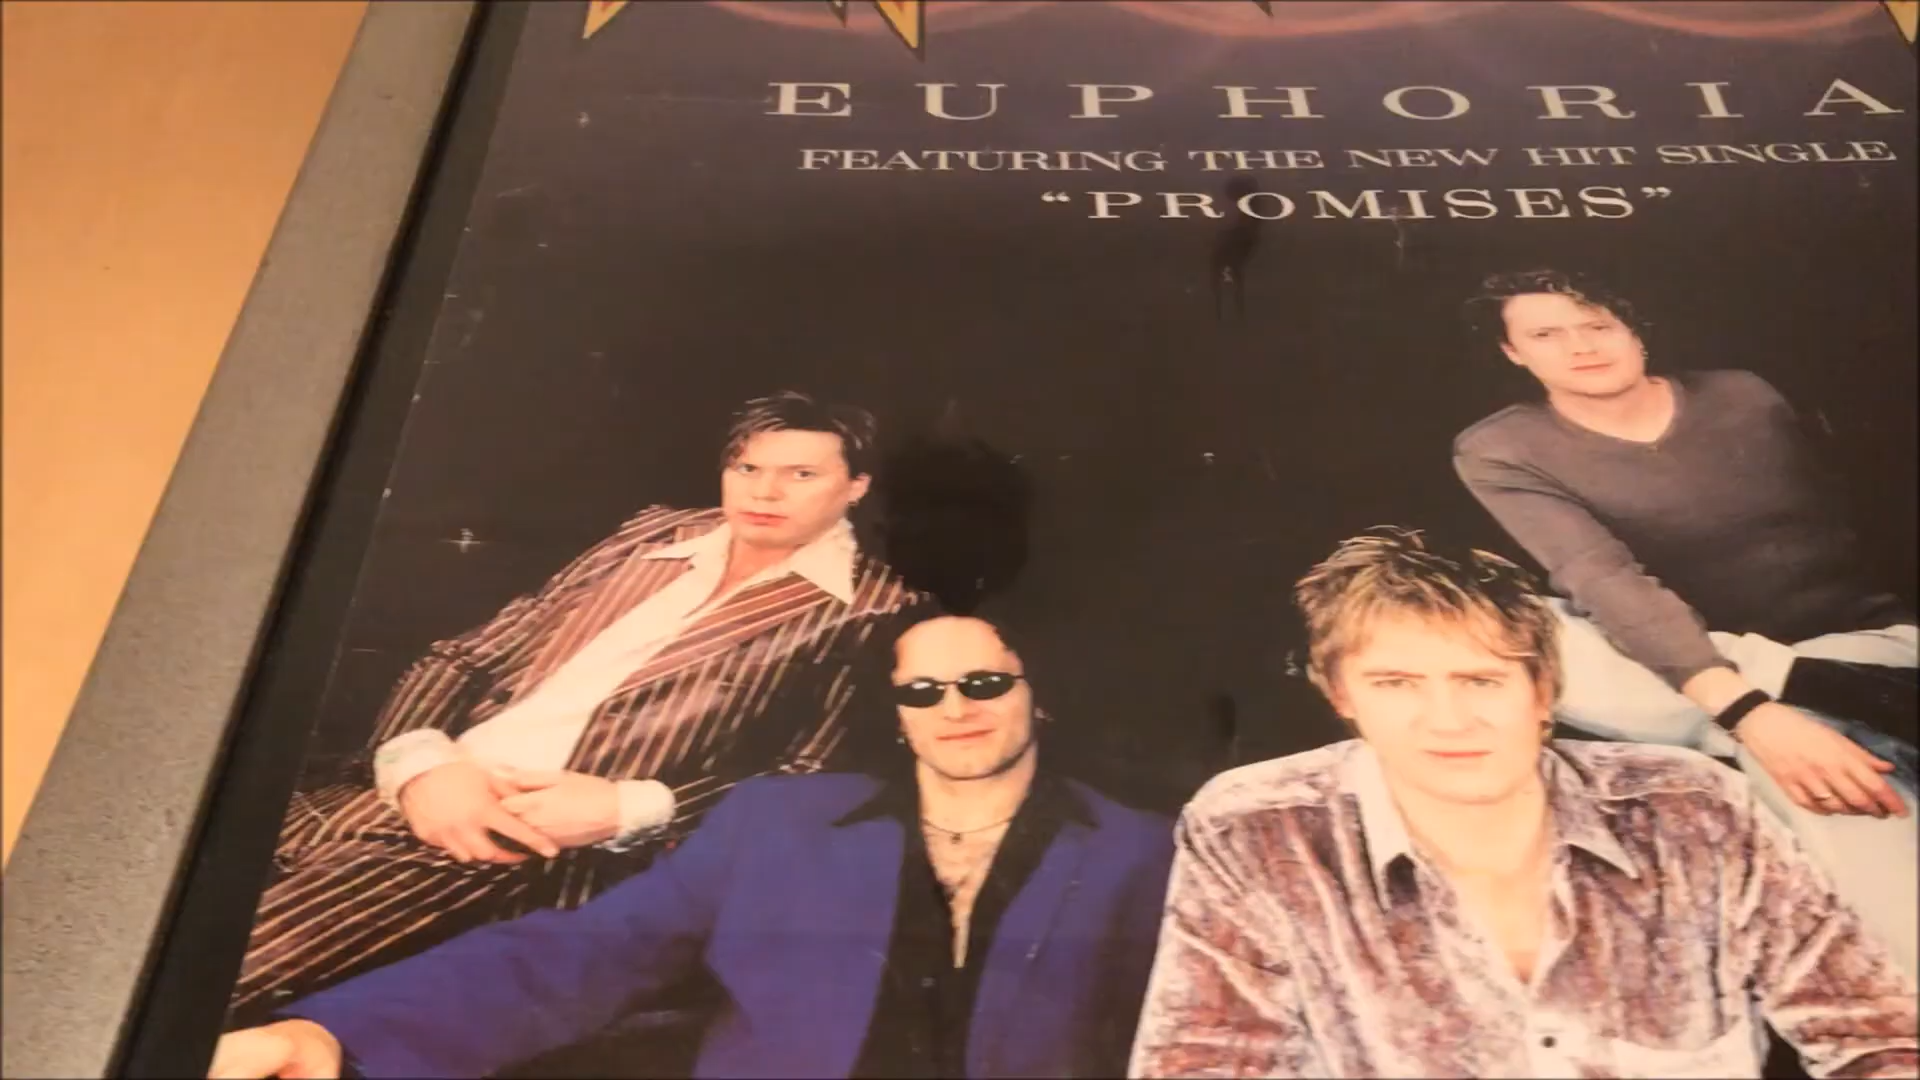 EUPHORIA
FEATURING THE NEW HIT SINGLE
“PROMISES”